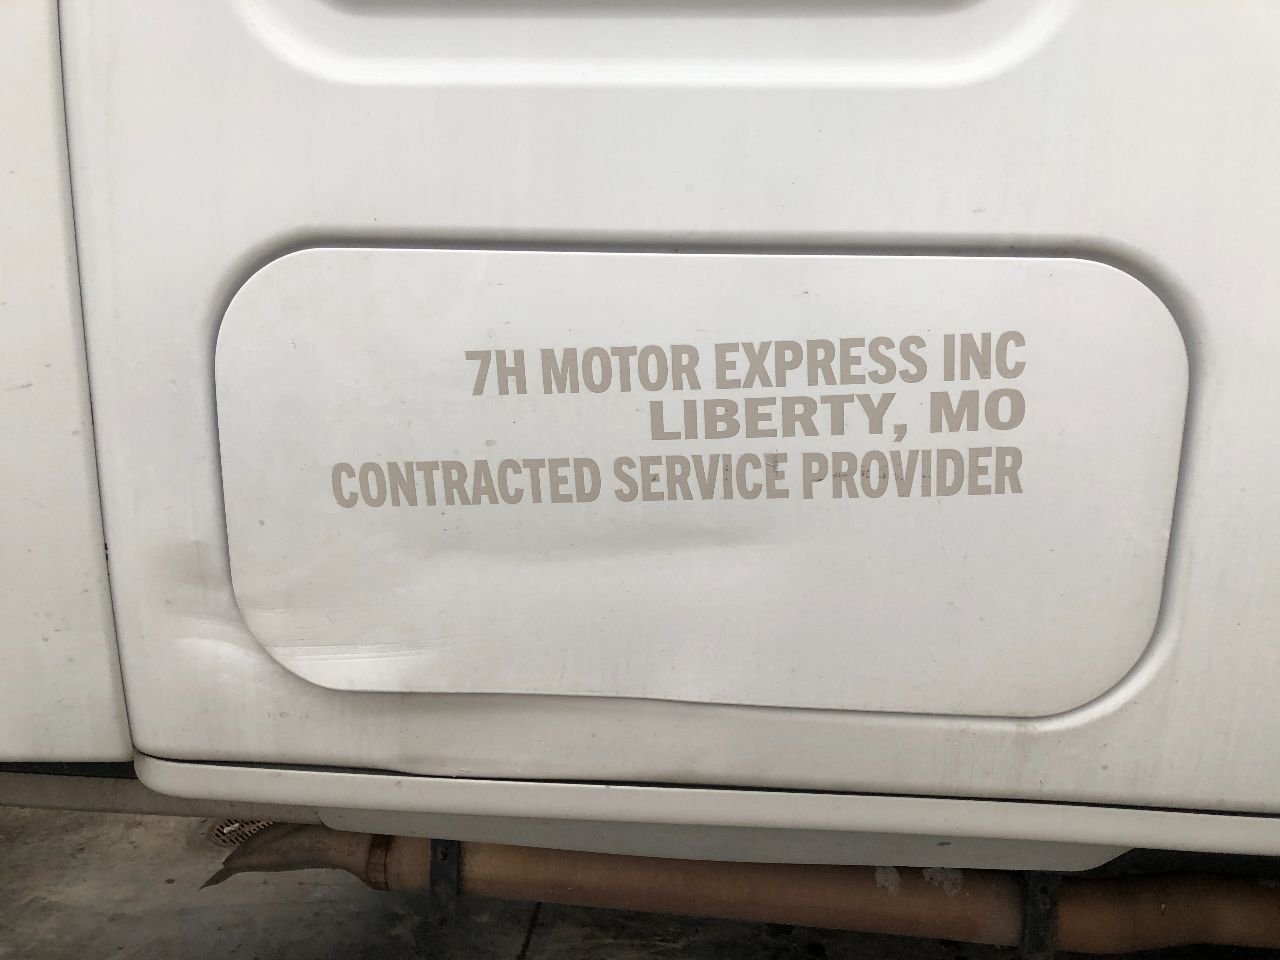 7H MOTOR EXPRESS INC
LIBERTY, MO
CONTRACTED SERVICE PROVIDER